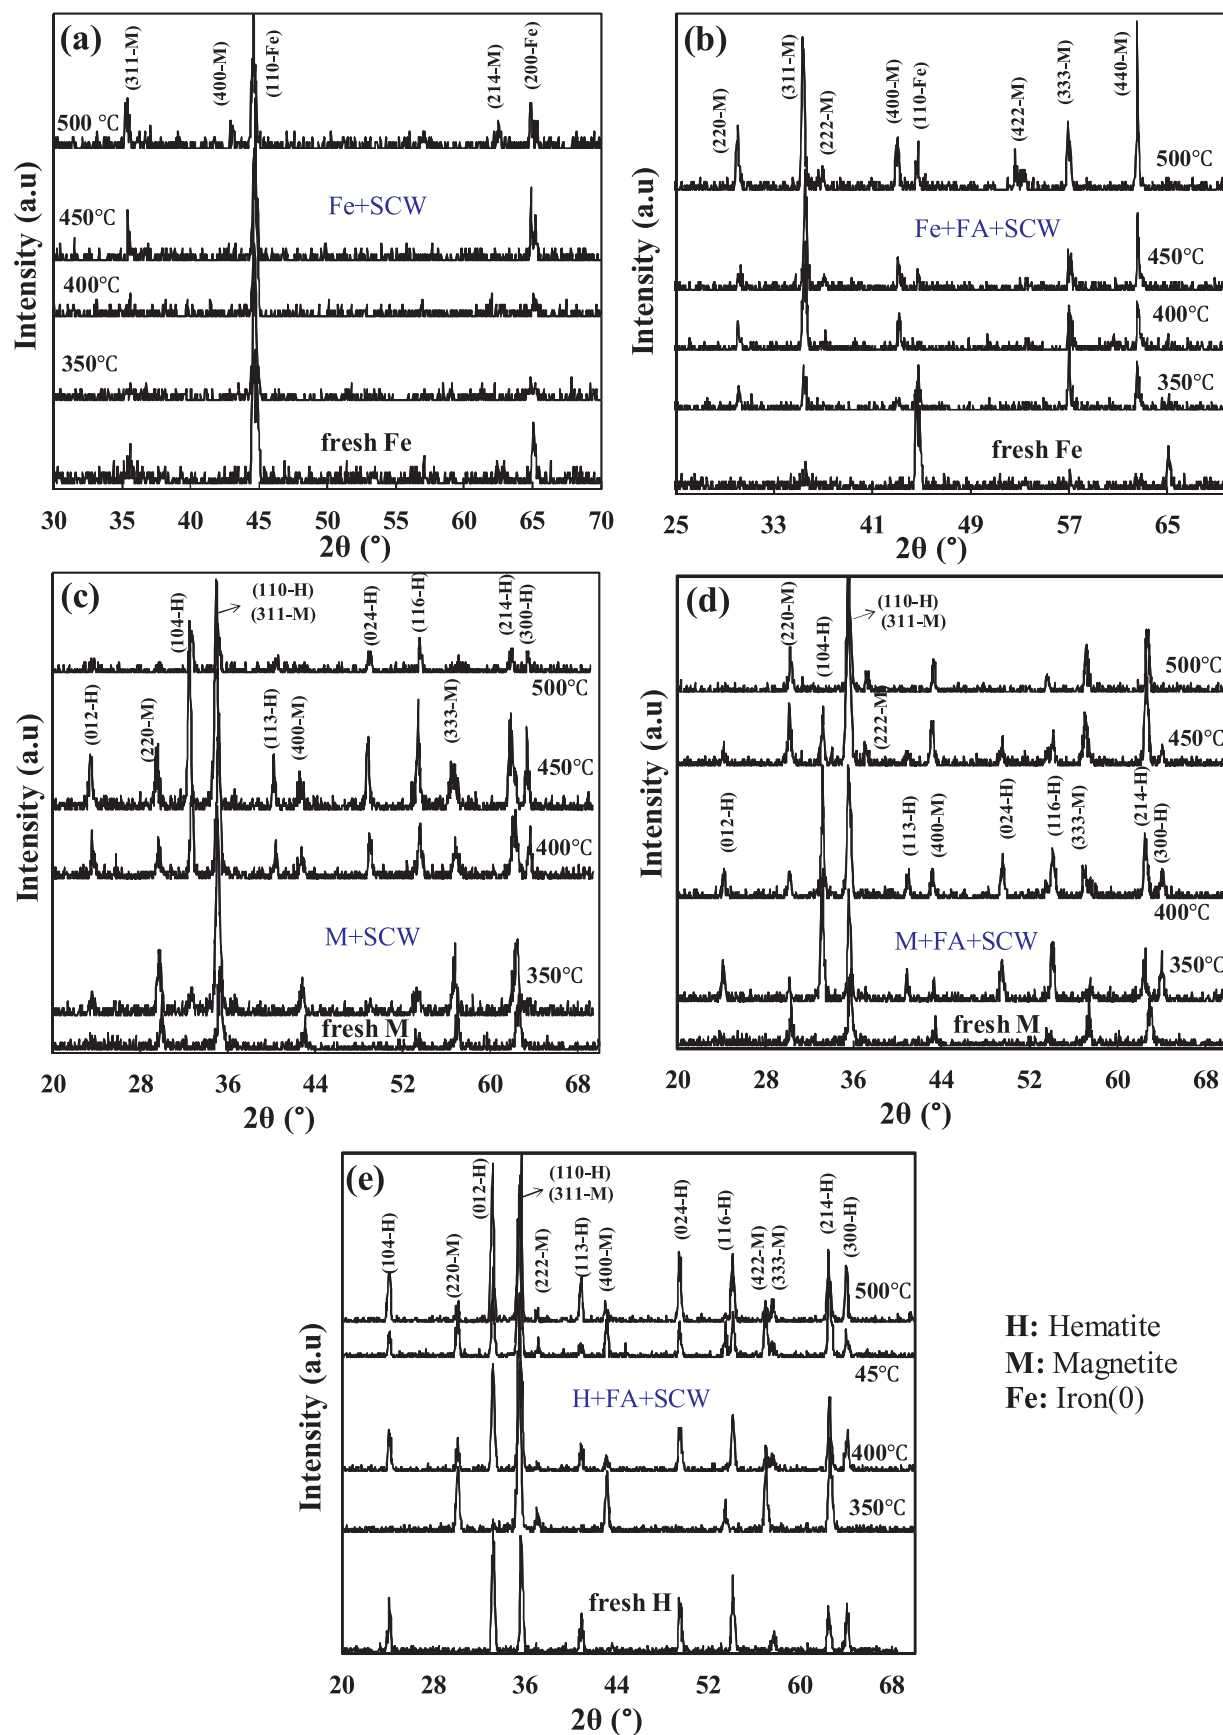 (a)
(311-M)
(400-M)
(110-Fe)
(214-M)
(200-Fe)
500 °C
Fe+SCW
450°C
400°C
350°C
fresh Fe
Intensity (a.u)
30 35 40 45 50 55 60 65 70
2θ (°)
(b)
(220-M)
(311-M)
(222-M)
(400-M)
(110-Fe)
(422-M)
(333-M)
(440-M)
500°C
Fe+FA+SCW
450°C
400°C
350°C
fresh Fe
Intensity (a.u)
25 33 41 49 57 65
2θ (°)
(c)
(012-H)
(220-M)
(104-H)
(110-H)
(311-M)
(113-H)
(400-M)
(024-H)
(116-H)
(333-M)
(214-H)
(300-H)
500°C
450°C
400°C
M+SCW
350°C
fresh M
Intensity (a.u)
20 28 36 44 52 60 68
2θ (°)
(d)
(012-H)
(220-M)
(104-H)
(110-H)
(311-M)
(222-M)
(113-H)
(400-M)
(024-H)
(116-H)
(333-M)
(214-H)
(300-H)
500°C
450°C
400°C
M+FA+SCW
350°C
fresh M
Intensity (a.u)
20 28 36 44 52 60 68
2θ (°)
(e)
(104-H)
(220-M)
(012-H)
(110-H)
(311-M)
(222-M)
(113-H)
(400-M)
(024-H)
(116-H)
(422-M)
(333-M)
(214-H)
(300-H)
500°C
45°C
H+FA+SCW
400°C
350°C
fresh H
Intensity (a.u)
20 28 36 44 52 60 68
2θ (°)
H: Hematite
M: Magnetite
Fe: Iron(0)